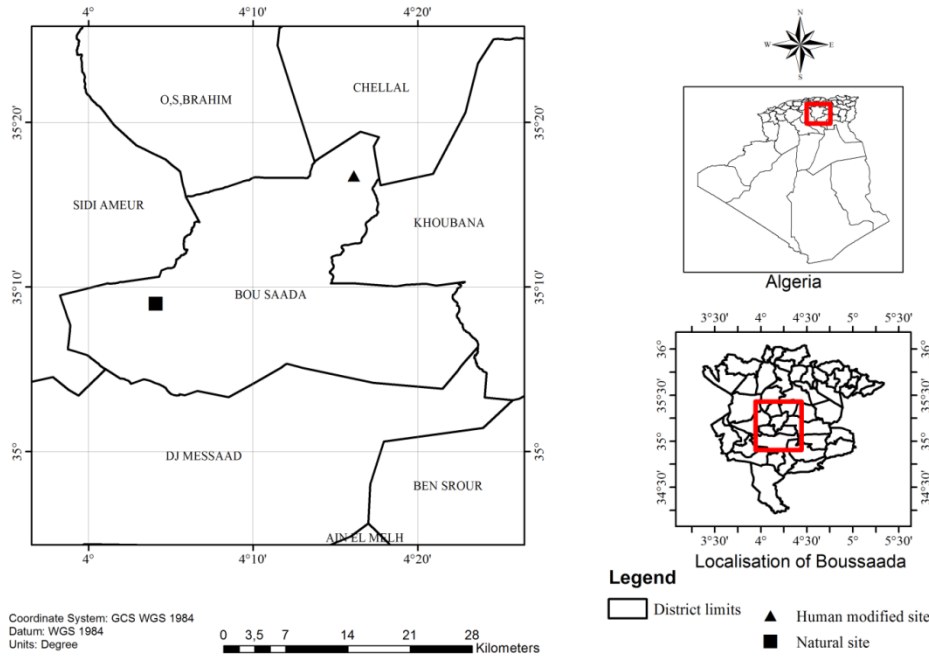 4° 4°10' 4°20'
O,S,BRAHIM
CHELLAL
SIDI AMEUR
KHOUBANA
BOU SAADA
DJ MESSAAD
BEN SROUR
AIN EL MELH
35°20' 35°20'
35°10' 35°10'
35° 35°
4° 4°10' 4°20'
Coordinate System: GCS WGS 1984
Datum: WGS 1984
Units: Degree
0 3,5 7 14 21 28
Kilometers
N
W E
S
Algeria
3°30' 4° 4°30' 5° 5°30'
36° 36°
35°30' 35°30'
35° 35°
34°30' 34°30'
3°30' 4° 4°30' 5° 5°30'
Localisation of Boussaada
Legend
District limits
Human modified site
Natural site